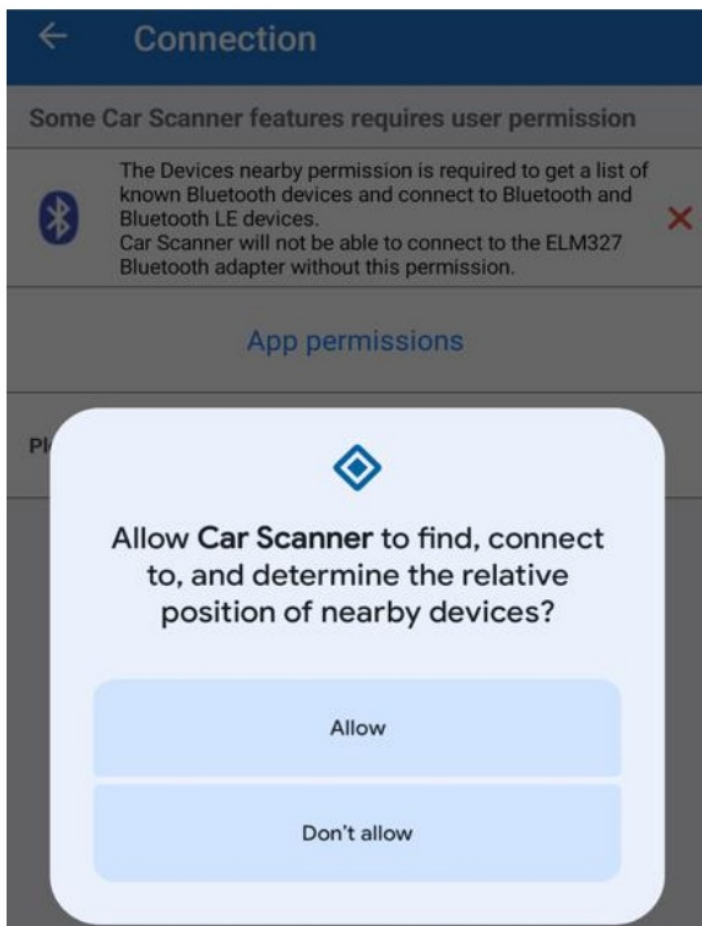 Connection
Some Car Scanner features requires user permission
The Devices nearby permission is required to get a list of
known Bluetooth devices and connect to Bluetooth and
Bluetooth LE devices.
Car Scanner will not be able to connect to the ELM327
Bluetooth adapter without this permission.
App permissions
Allow Car Scanner to find, connect
to, and determine the relative
position of nearby devices?
Allow
Don't allow